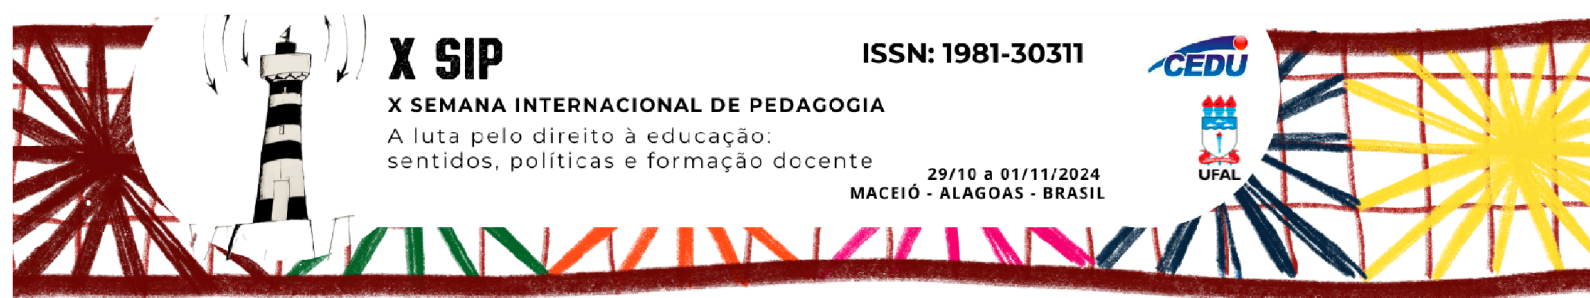 X SIP
X SEMANA INTERNACIONAL DE PEDAGOGIA
A luta pelo direito à educação:
sentidos, políticas e formação docente
ISSN: 1981-30311
29/10 a 01/11/2024
MACEIÓ - ALAGOAS - BRASIL
CEDU
UFAL